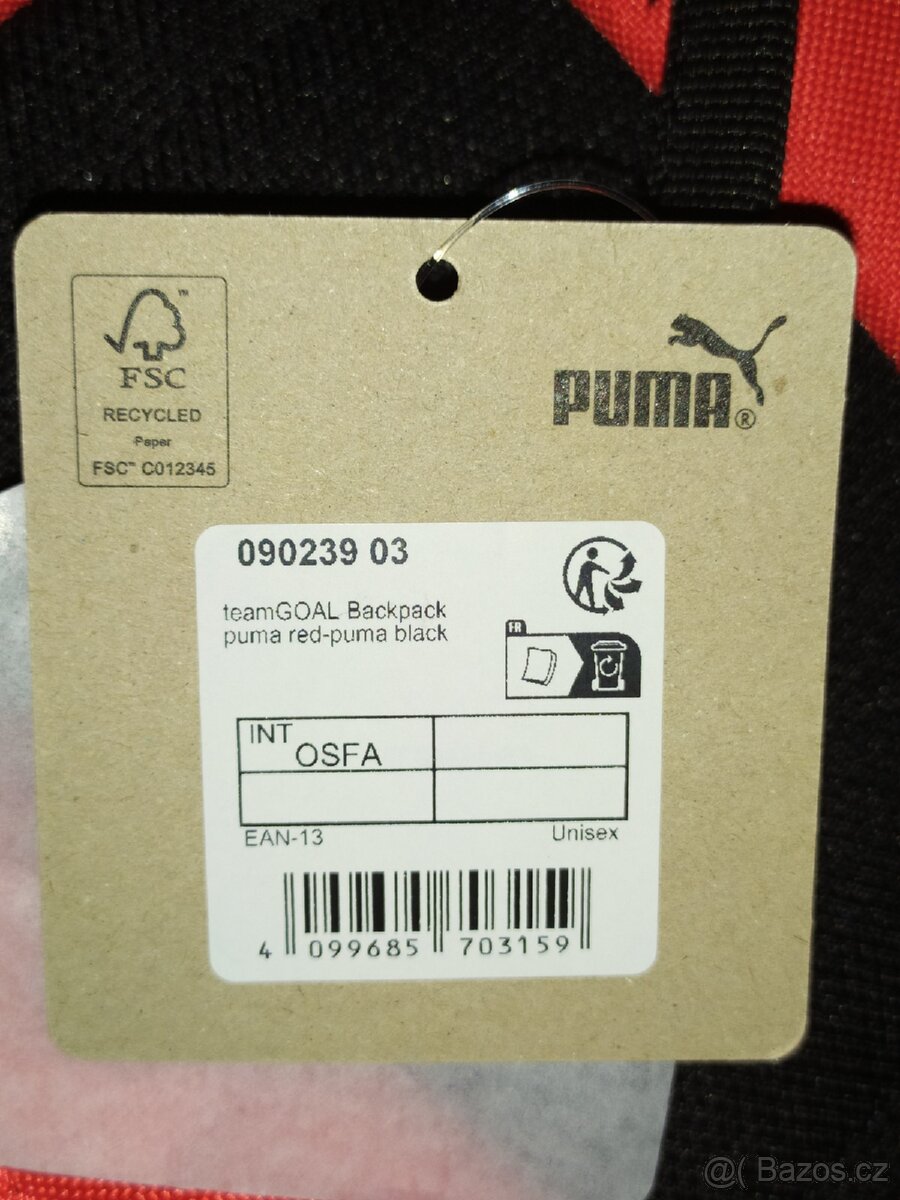 FSC™
RECYCLED
Paper
FSC™ C012345
PUMA®
090239 03
teamGOAL Backpack
puma red-puma black
FR
INT
OSFA
EAN-13
Unisex
4 099685 703159
@( Bazos.cz